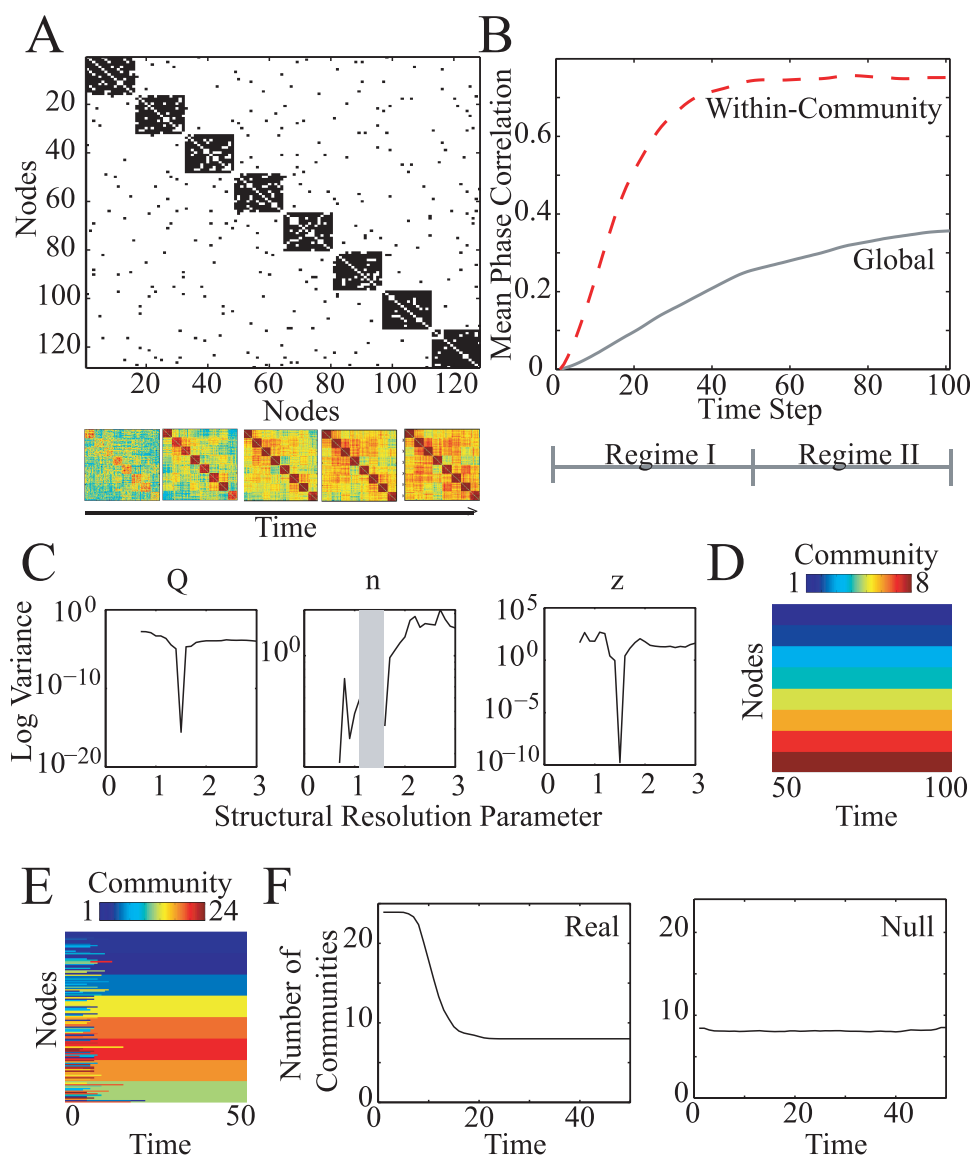 A
20
40
60
80
100
120
Nodes
20 40 60 80 100 120
Nodes
Time
B
Mean Phase Correlation
0.6
0.4
0.2
0
Within-Community
Global
0 20 40 60 80 100
Time Step
Regime I Regime II
C
Q n z
Log Variance
10^0
10^-10
10^-20
0 1 2 3
10^0
0 1 2 3
10^5
10^0
10^-5
10^-10
0 1 2 3
Structural Resolution Parameter
D
Community
1 8
Nodes
50 100
Time
E
Community
1 24
Nodes
0 50
Time
F
Number of
Communities
20
10
0
Real
0 20 40
Time
20
10
0
Null
0 20 40
Time